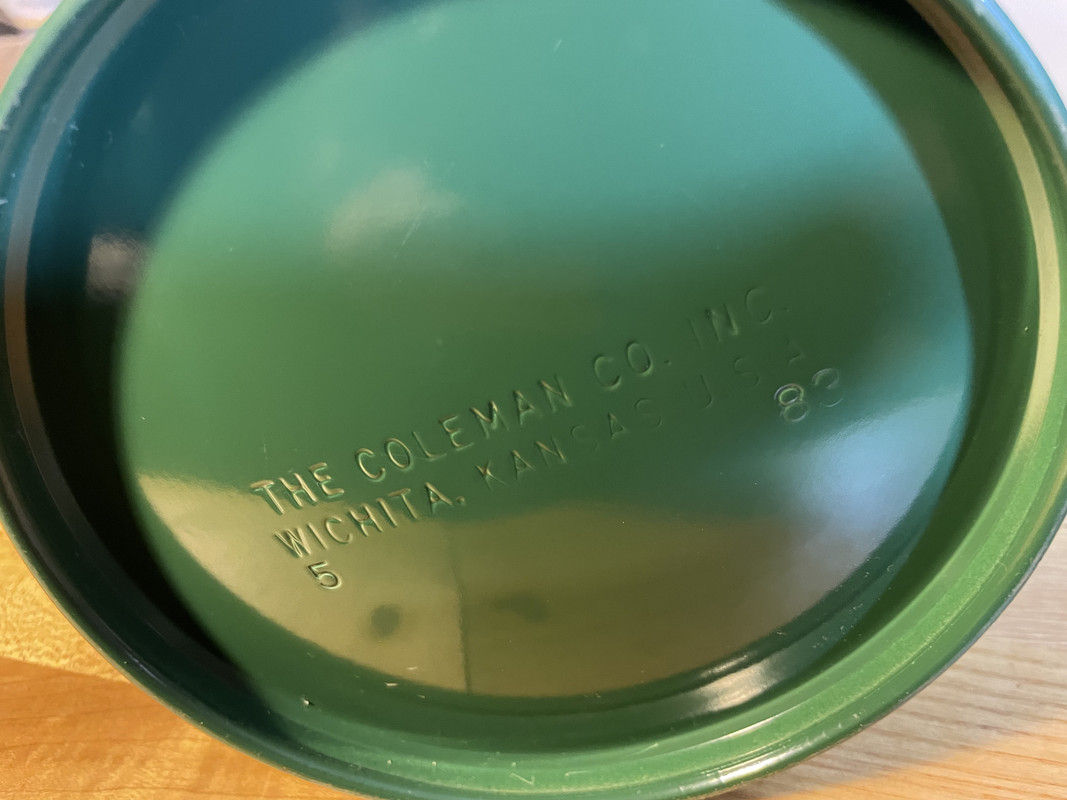 THE COLEMAN CO. INC.
WICHITA, KANSAS U.S.A
5 83